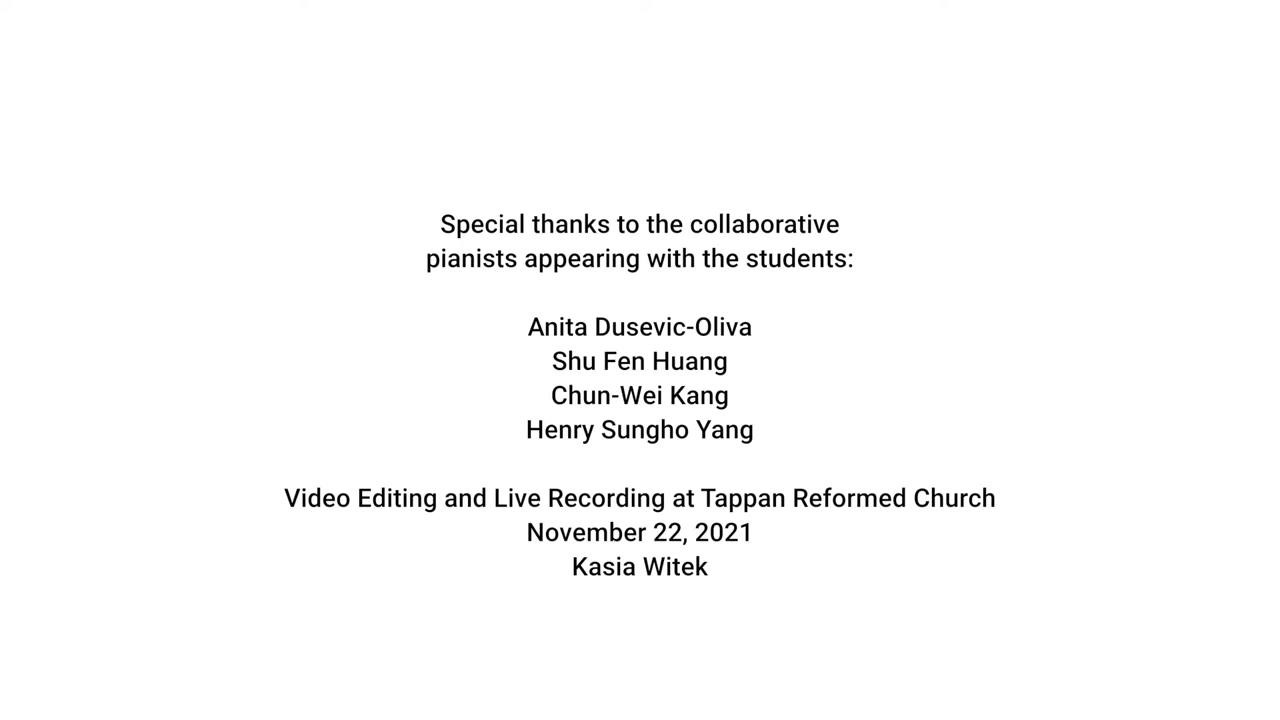 Special thanks to the collaborative
pianists appearing with the students:
Anita Dusevic-Oliva
Shu Fen Huang
Chun-Wei Kang
Henry Sungho Yang
Video Editing and Live Recording at Tappan Reformed Church
November 22, 2021
Kasia Witek